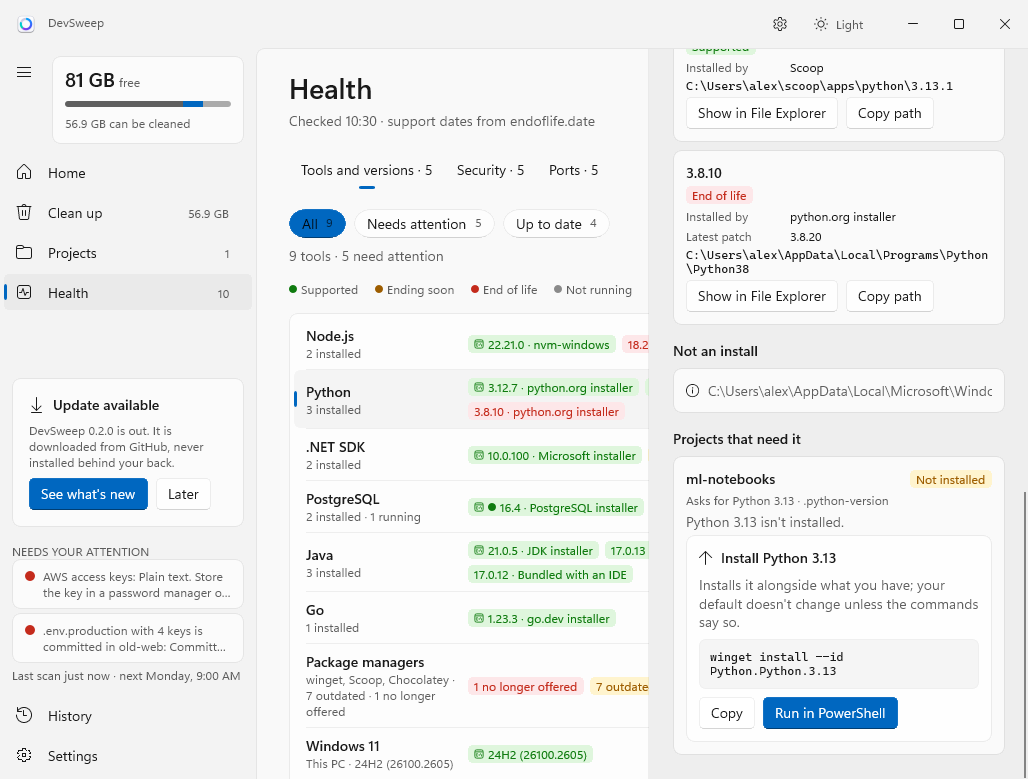 DevSweep
Light
81 GB free
56.9 GB can be cleaned
Home
Clean up 56.9 GB
Projects 1
Health 10
Update available
DevSweep 0.2.0 is out. It is
downloaded from GitHub, never
installed behind your back.
See what's new
Later
NEEDS YOUR ATTENTION
AWS access keys: Plain text. Store
the key in a password manager o...
.env.production with 4 keys is
committed in old-web: Committ...
Last scan just now · next Monday, 9:00 AM
History
Settings
Health
Checked 10:30 · support dates from endoflife.date
Tools and versions · 5 Security · 5 Ports · 5
All 9 Needs attention 5 Up to date 4
9 tools · 5 need attention
Supported Ending soon End of life Not running
Node.js
2 installed
22.21.0 · nvm-windows 18.2
Python
3 installed
3.12.7 · python.org installer
3.8.10 · python.org installer
.NET SDK
2 installed
10.0.100 · Microsoft installer
PostgreSQL
2 installed · 1 running
16.4 · PostgreSQL installer
Java
3 installed
21.0.5 · JDK installer 17.0.13
17.0.12 · Bundled with an IDE
Go
1 installed
1.23.3 · go.dev installer
Package managers
winget, Scoop, Chocolatey ·
7 outdated · 1 no longer
offered
1 no longer offered 7 outdate
Windows 11
This PC · 24H2 (26100.2605)
24H2 (26100.2605)
Supported
Installed by Scoop
C:\Users\alex\scoop\apps\python\3.13.1
Show in File Explorer Copy path
3.8.10
End of life
Installed by python.org installer
Latest patch 3.8.20
C:\Users\alex\AppData\Local\Programs\Python
\Python38
Show in File Explorer Copy path
Not an install
C:\Users\alex\AppData\Local\Microsoft\Windo
Projects that need it
ml-notebooks Not installed
Asks for Python 3.13 · .python-version
Python 3.13 isn't installed.
Install Python 3.13
Installs it alongside what you have; your
default doesn't change unless the commands
say so.
winget install --id
Python.Python.3.13
Copy Run in PowerShell